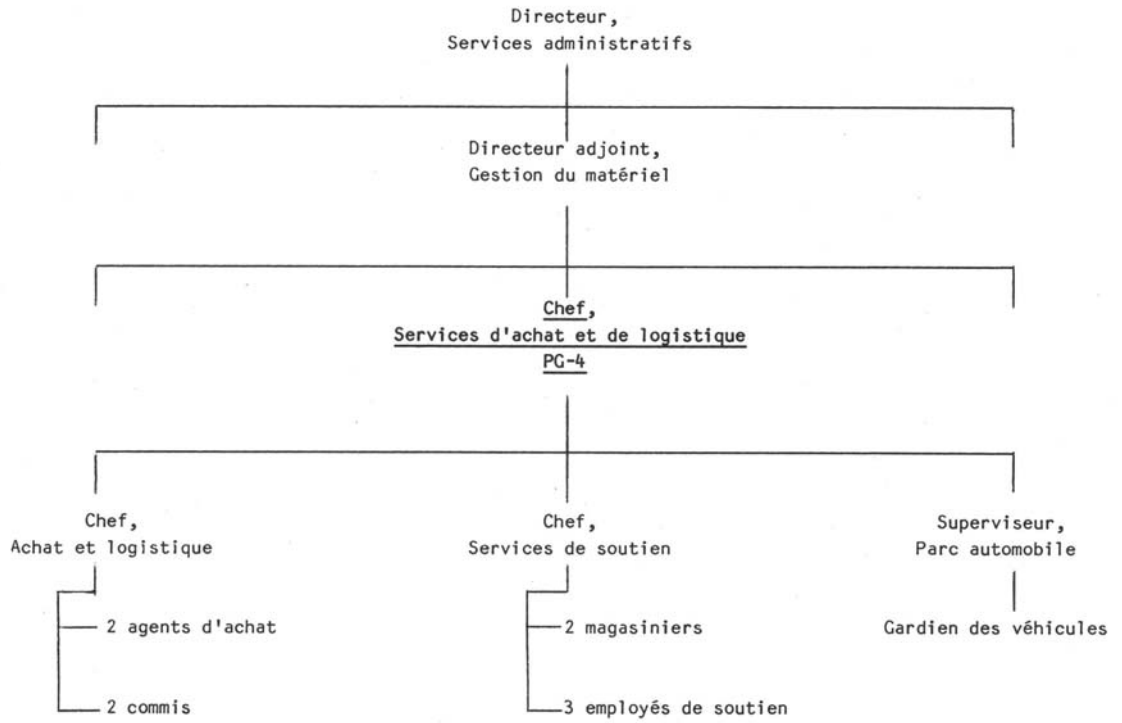 Directeur,
Services administratifs
Directeur adjoint,
Gestion du matériel
Chef,
Services d'achat et de logistique
PG-4
Chef,
Achat et logistique
2 agents d'achat
2 commis
Chef,
Services de soutien
2 magasiniers
3 employés de soutien
Superviseur,
Parc automobile
Gardien des véhicules